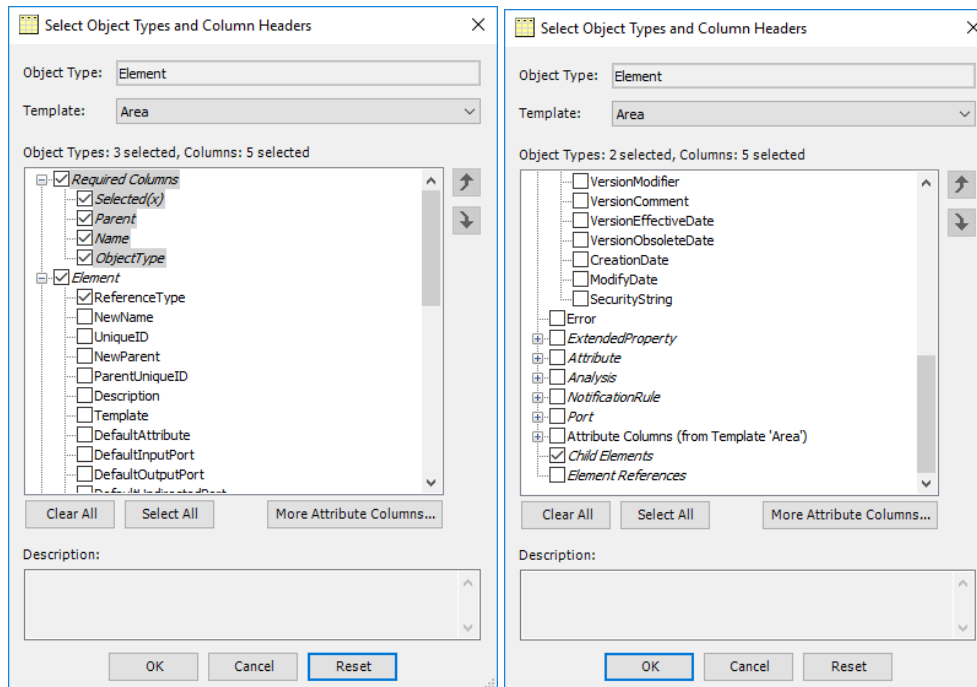 Select Object Types and Column Headers
Object Type: Element
Template: Area
Object Types: 3 selected, Columns: 5 selected
Required Columns
Selected(x)
Parent
Name
ObjectType
Element
ReferenceType
NewName
UniqueID
NewParent
ParentUniqueID
Description
Template
DefaultAttribute
DefaultInputPort
DefaultOutputPort
DefaultUndirectedPort
Clear All Select All More Attribute Columns...
Description:
OK Cancel Reset
Select Object Types and Column Headers
Object Type: Element
Template: Area
Object Types: 2 selected, Columns: 5 selected
VersionModifier
VersionComment
VersionEffectiveDate
VersionObsoleteDate
CreationDate
ModifyDate
SecurityString
Error
ExtendedProperty
Attribute
Analysis
NotificationRule
Port
Attribute Columns (from Template 'Area')
Child Elements
Element References
Clear All Select All More Attribute Columns...
Description:
OK Cancel Reset